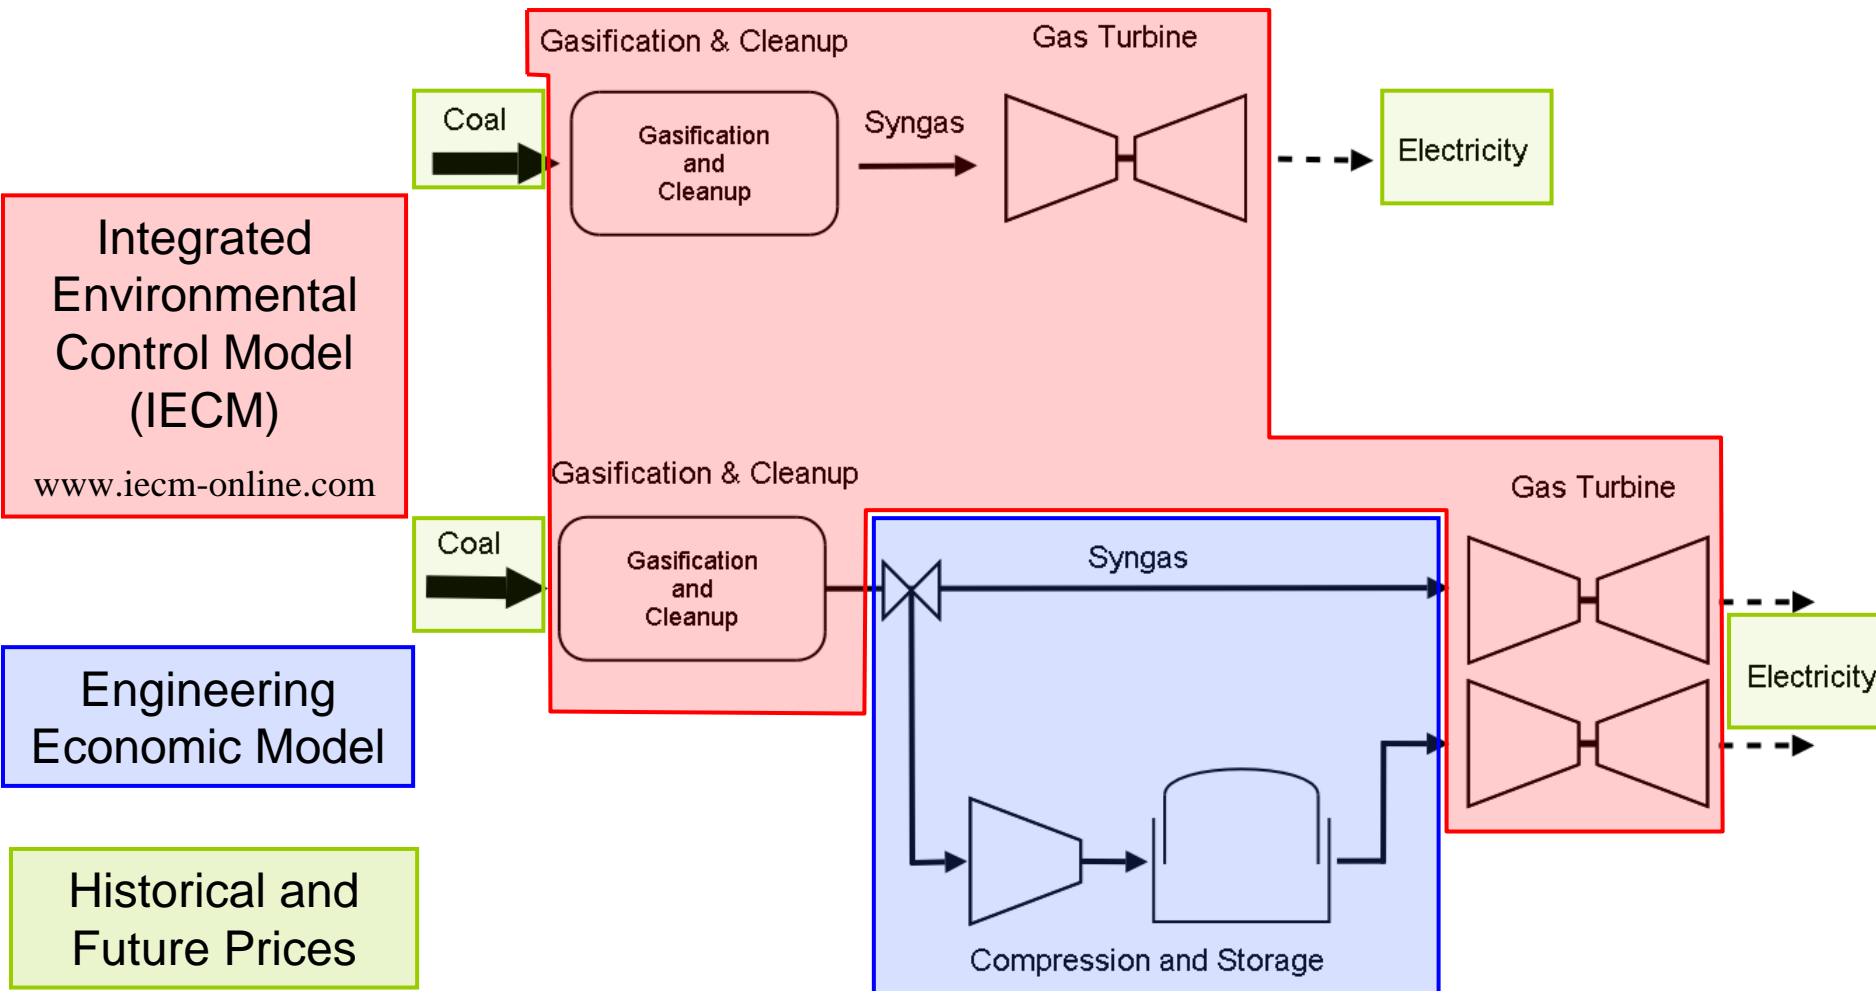 Gasification & Cleanup
Gas Turbine
Coal
Gasification
and
Cleanup
Syngas
Electricity
Integrated
Environmental
Control Model
(IECM)
www.iecm-online.com
Gasification & Cleanup
Gas Turbine
Coal
Gasification
and
Cleanup
Syngas
Electricity
Engineering
Economic Model
Compression and Storage
Historical and
Future Prices